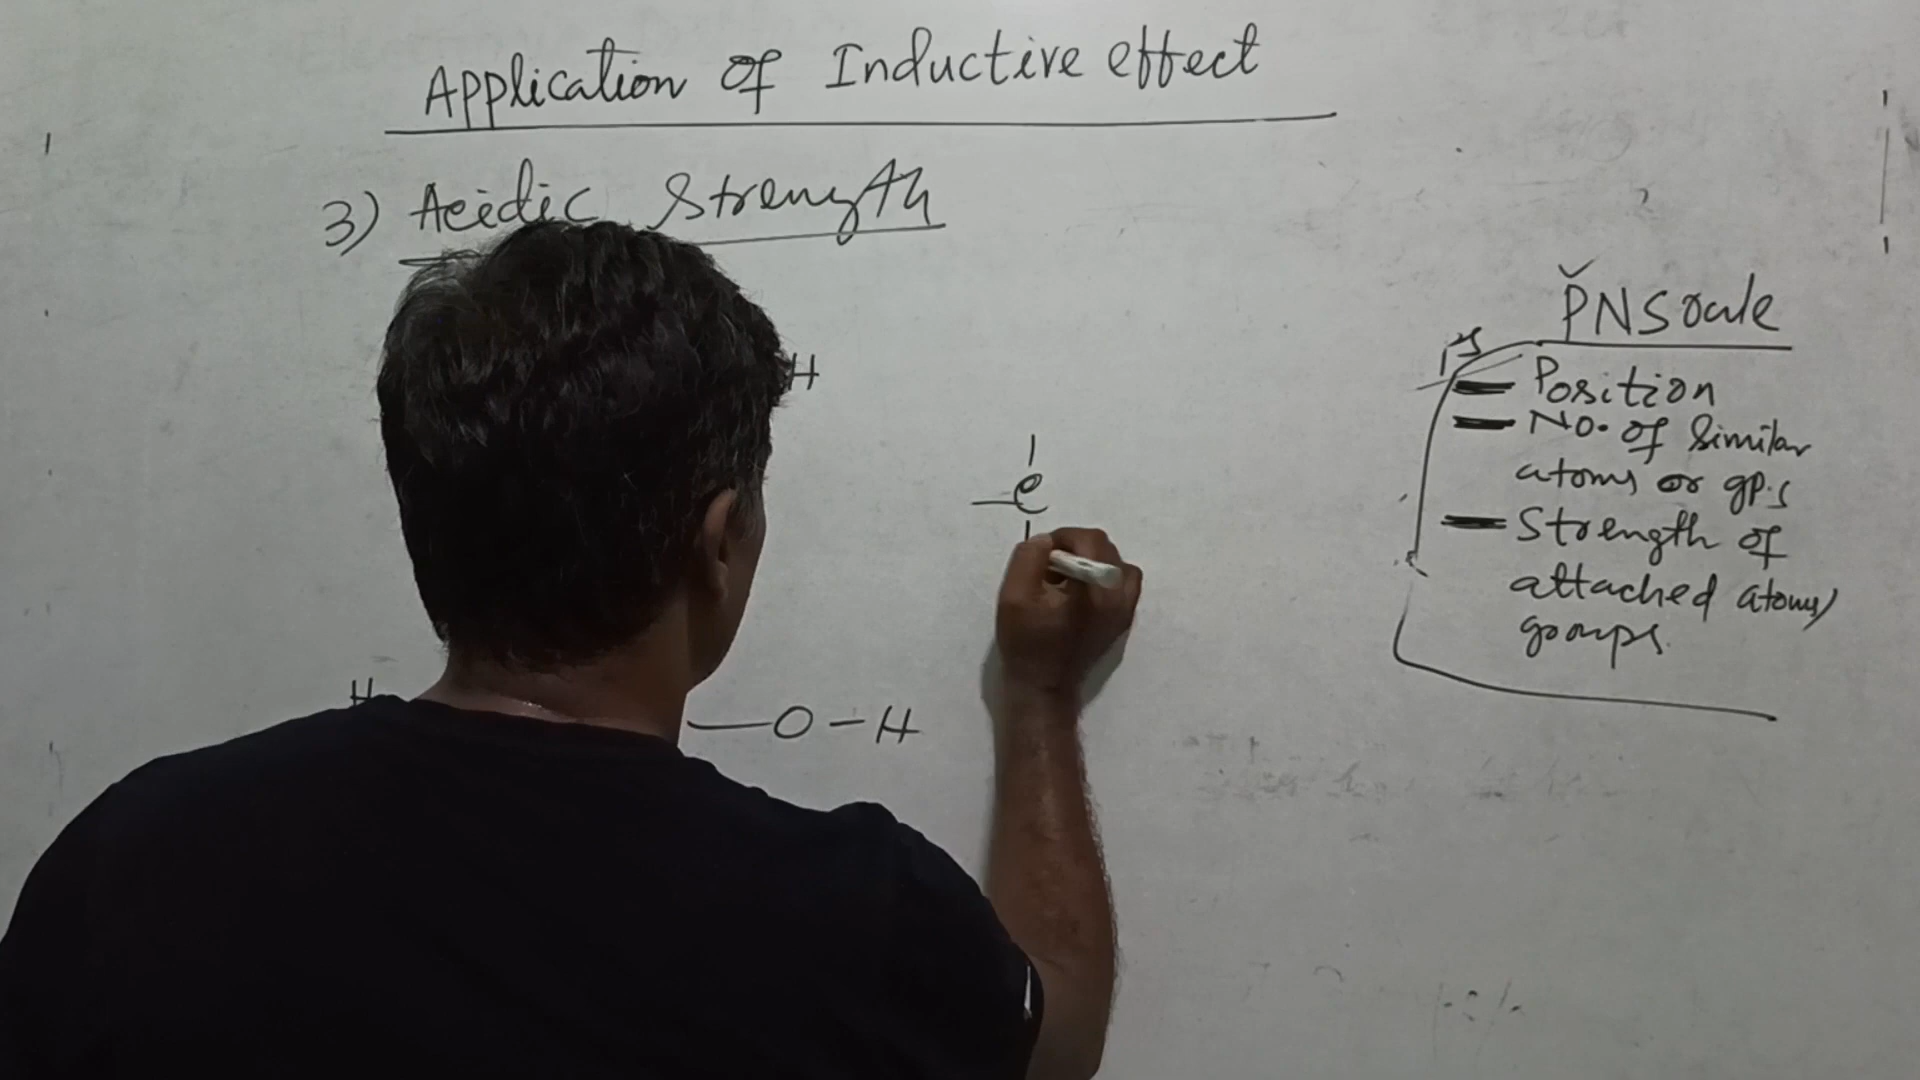 Application of Inductive effect
3) Acidic Strength
H
C
H
O-H
PNS rule
Position
No. of Similar
atoms or gp.s
Strength of
attached atoms/
groups.